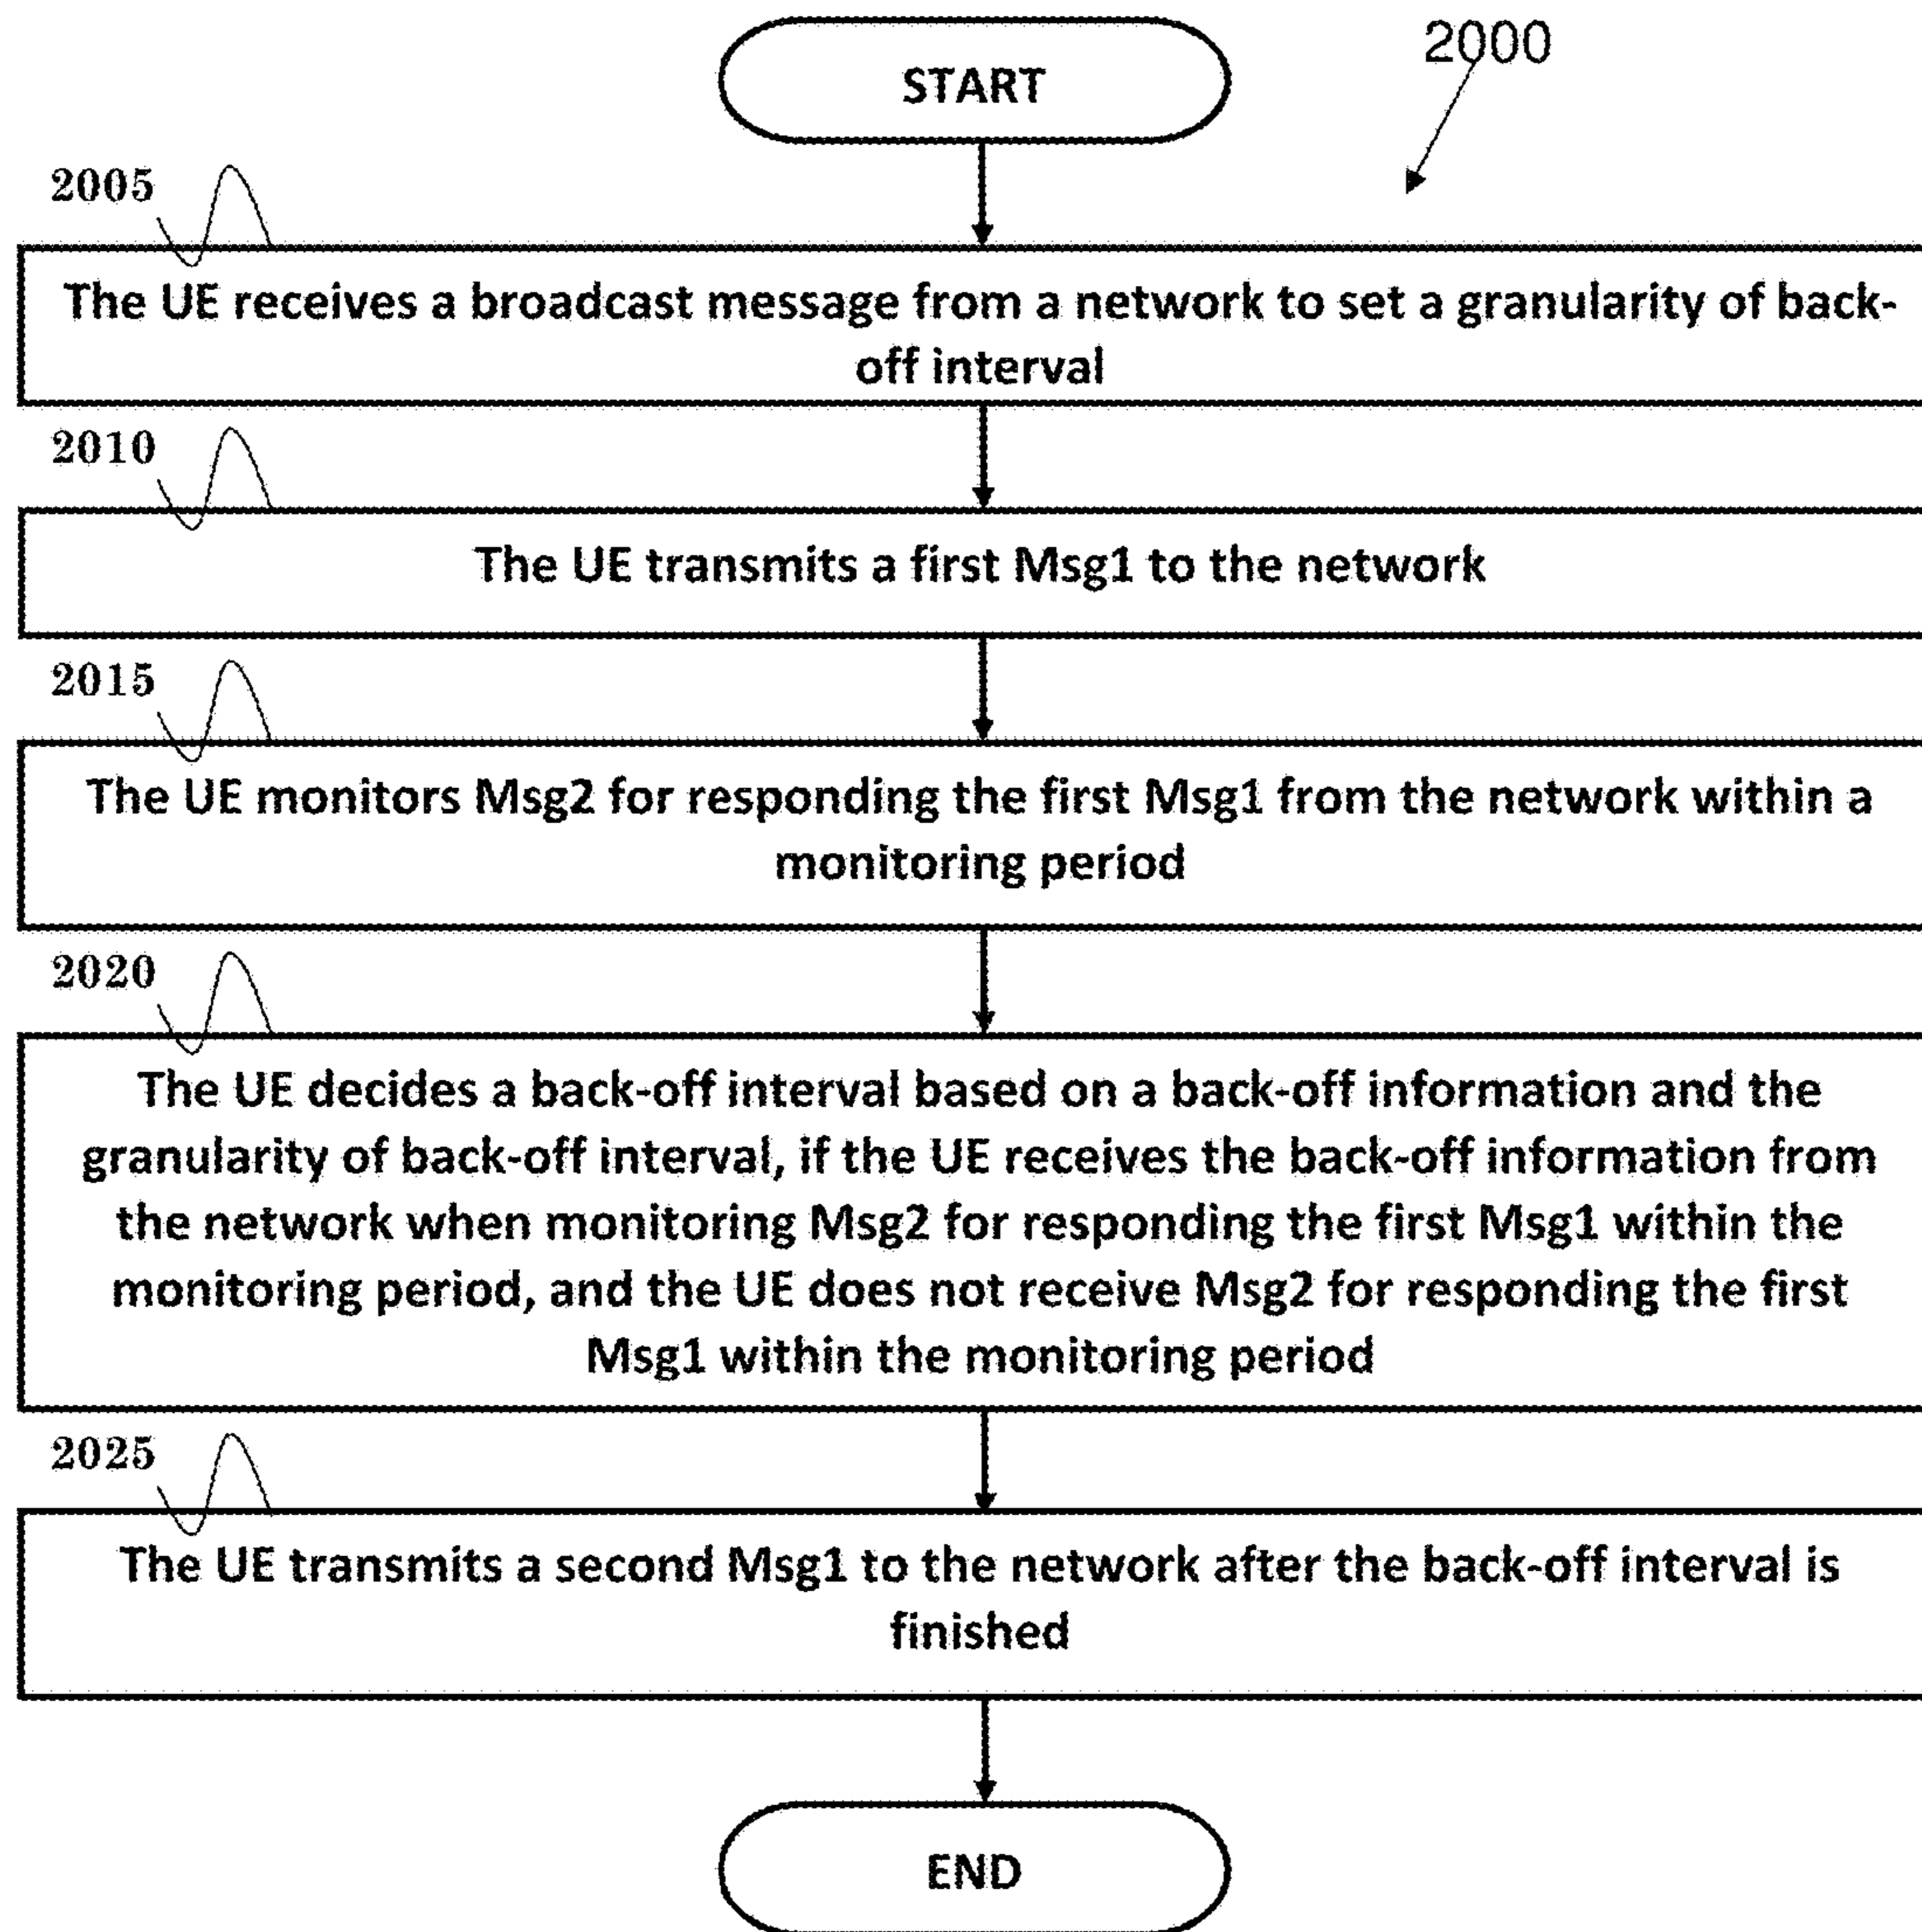 START
2000
2005
The UE receives a broadcast message from a network to set a granularity of back-
off interval
2010
The UE transmits a first Msg1 to the network
2015
The UE monitors Msg2 for responding the first Msg1 from the network within a
monitoring period
2020
The UE decides a back-off interval based on a back-off information and the
granularity of back-off interval, if the UE receives the back-off information from
the network when monitoring Msg2 for responding the first Msg1 within the
monitoring period, and the UE does not receive Msg2 for responding the first
Msg1 within the monitoring period
2025
The UE transmits a second Msg1 to the network after the back-off interval is
finished
END